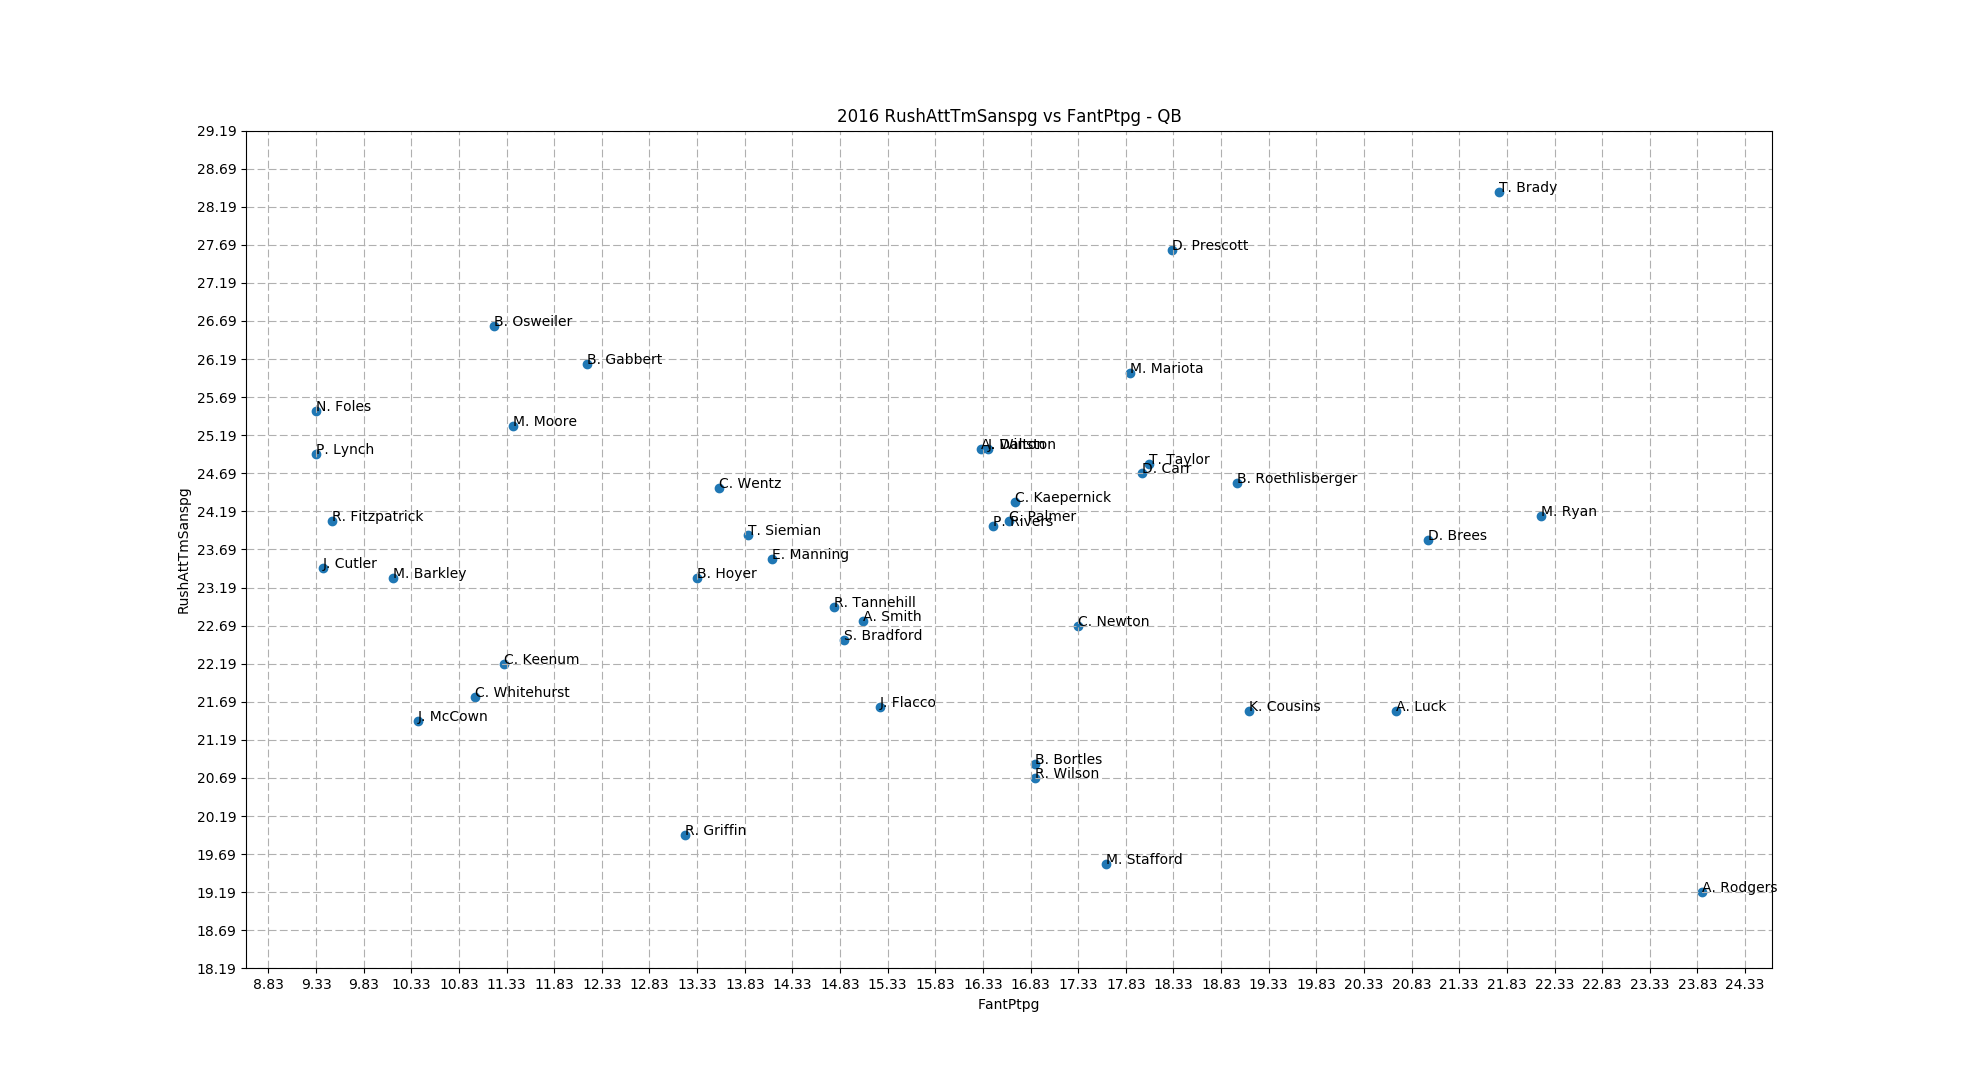 2016 RushAttTmSanspg vs FantPtpg - QB
29.19
28.69
28.19
27.69
27.19
26.69
26.19
25.69
25.19
24.69
24.19
23.69
23.19
22.69
22.19
21.69
21.19
20.69
20.19
19.69
19.19
18.69
18.19
RushAttTmSanspg
T. Brady
D. Prescott
B. Osweiler
B. Gabbert
M. Mariota
N. Foles
M. Moore
A. Dalton
J. Winston
P. Lynch
T. Taylor
D. Carr
B. Roethlisberger
C. Wentz
C. Kaepernick
R. Fitzpatrick
C. Palmer
P. Rivers
M. Ryan
T. Siemian
D. Brees
E. Manning
J. Cutler
M. Barkley
B. Hoyer
R. Tannehill
A. Smith
C. Newton
S. Bradford
C. Keenum
C. Whitehurst
J. Flacco
K. Cousins
A. Luck
J. McCown
B. Bortles
R. Wilson
R. Griffin
M. Stafford
A. Rodgers
8.83 9.33 9.83 10.33 10.83 11.33 11.83 12.33 12.83 13.33 13.83 14.33 14.83 15.33 15.83 16.33 16.83 17.33 17.83 18.33 18.83 19.33 19.83 20.33 20.83 21.33 21.83 22.33 22.83 23.33 23.83 24.33
FantPtpg